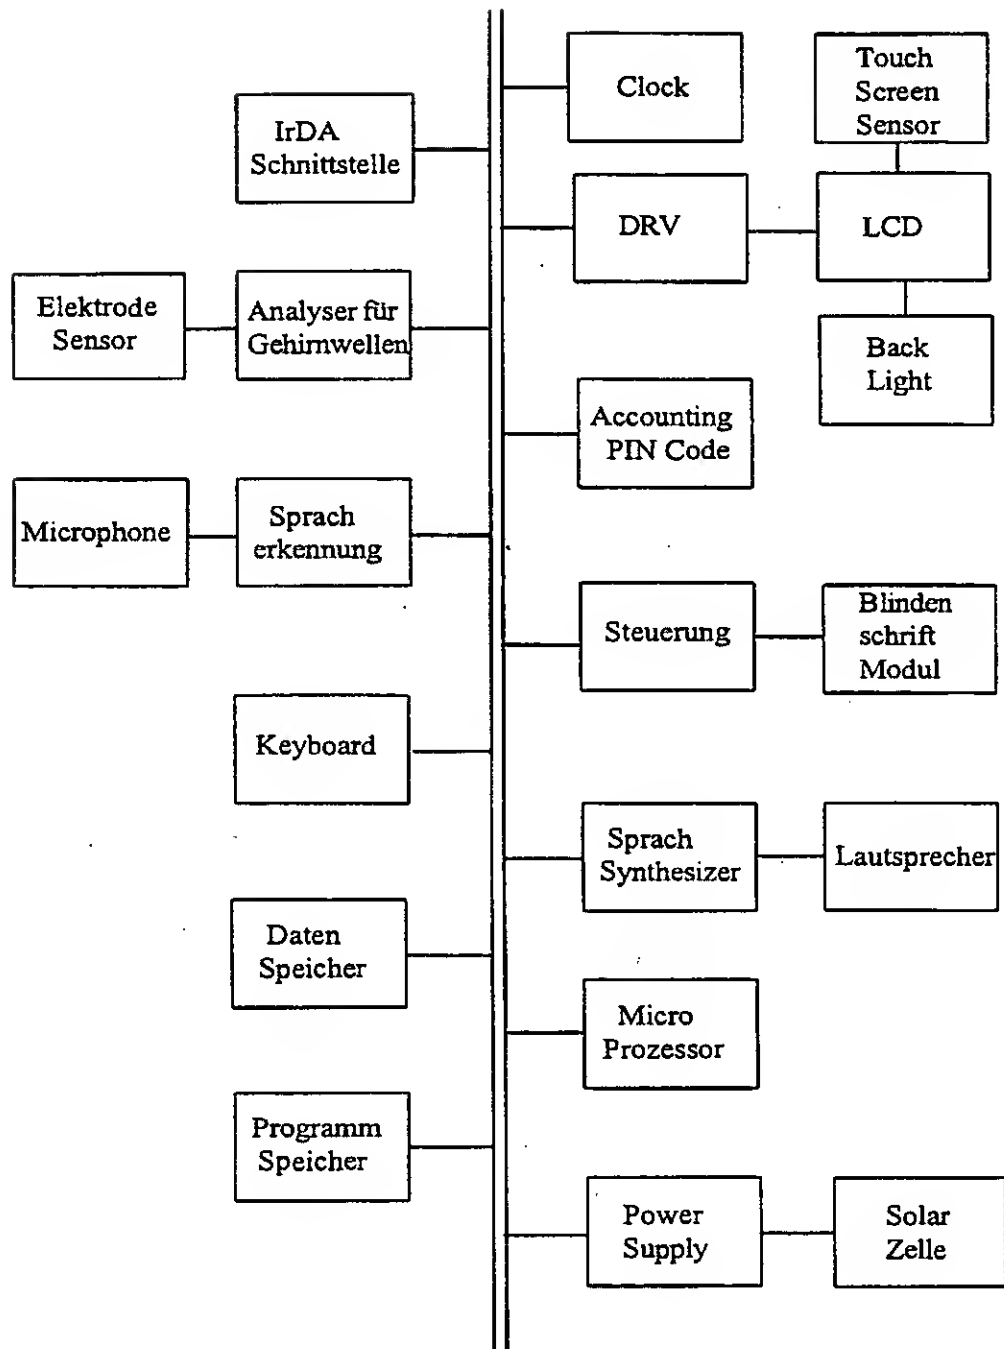 Clock
Touch
Screen
Sensor
IrDA
Schnittstelle
DRV
LCD
Elektrode
Sensor
Analyser für
Gehirnwellen
Back
Light
Accounting
PIN Code
Microphone
Sprach
erkennung
Steuerung
Blinden
schrift
Modul
Keyboard
Sprach
Synthesizer
Lautsprecher
Daten
Speicher
Micro
Prozessor
Programm
Speicher
Power
Supply
Solar
Zelle